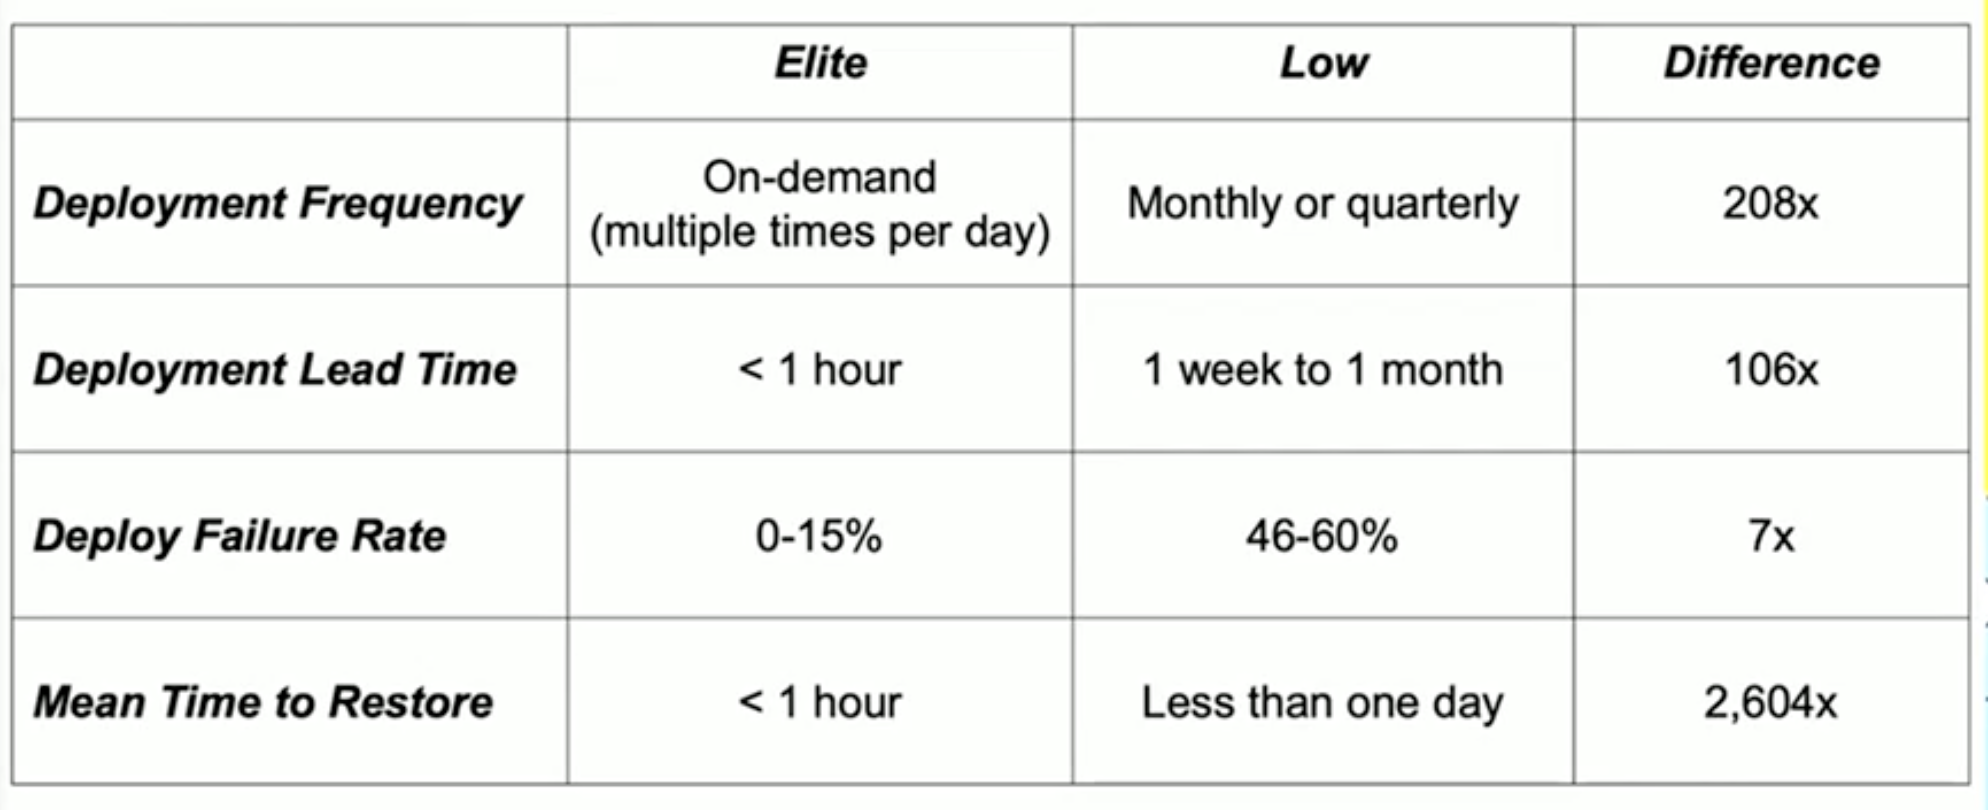 Elite Low Difference
Deployment Frequency On-demand (multiple times per day) Monthly or quarterly 208x
Deployment Lead Time < 1 hour 1 week to 1 month 106x
Deploy Failure Rate 0-15% 46-60% 7x
Mean Time to Restore < 1 hour Less than one day 2,604x